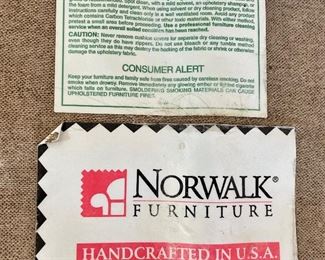 recommended. Spot clean, with a mild solvent, an upholstery shampoo, or
the foam from a mild detergent. When using solvent or dry cleaning product, follow
instructions carefully and clean only in a well ventilated room. Avoid any product
which contains Carbon Tetrachloride or other toxic materials. With either method,
pretest a small area before proceeding. Use a professional furniture cleaning
service when an overall soiled condition has been reached.
CAUTION: Never remove cushion cover for separate dry cleaning or washing,
even though they do have zippers. Do not use bleach or any tumble method
cleaning service as this may destroy the backing of the fabric or shrink or otherwise
damage the upholstery fabric.
CONSUMER ALERT
Keep your furniture and family safe from fires caused by careless smoking. Do not
smoke when drowsy. Remove immediately any glowing ember or lighted cigarette
which falls on furniture. SMOLDERING SMOKING MATERIALS CAN CAUSE
UPHOLSTERED FURNITURE FIRES.
NORWALK®
FURNITURE
HANDCRAFTED IN U.S.A.